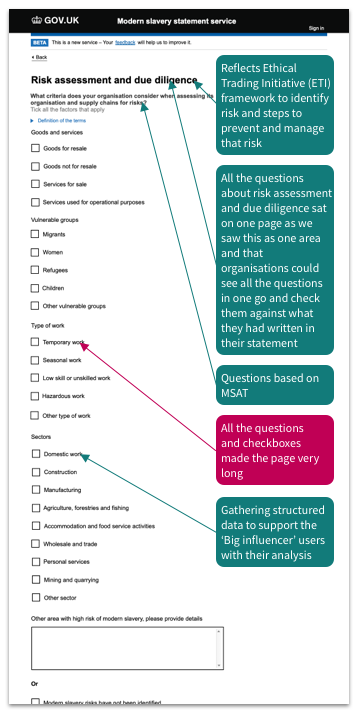 GOV.UK
Modern slavery statement service
Sign in
BETA This is a new service – Your feedback will help us to improve it.
Back
Risk assessment and due diligence
What criteria does your organisation consider when assessing its
organisation and supply chains for risks?
Tick all the factors that apply
Definition of the terms
Goods and services
Goods for resale
Goods not for resale
Services for sale
Services used for operational purposes
Vulnerable groups
Migrants
Women
Refugees
Children
Other vulnerable groups
Type of work
Temporary work
Seasonal work
Low skill or unskilled work
Hazardous work
Other type of work
Sectors
Domestic work
Construction
Manufacturing
Agriculture, forestries and fishing
Accommodation and food service activities
Wholesale and trade
Personal services
Mining and quarrying
Other sector
Other area with high risk of modern slavery, please provide details
Or
Modern slavery risks have not been identified
Reflects Ethical
Trading Initiative (ETI)
framework to identify
risk and steps to
prevent and manage
that risk
All the questions
about risk assessment
and due diligence sat
on one page as we
saw this as one area
and that
organisations could
see all the questions
in one go and check
them against what
they had written in
their statement
Questions based on
MSAT
All the questions
and checkboxes
made the page very
long
Gathering structured
data to support the
‘Big influencer’ users
with their analysis